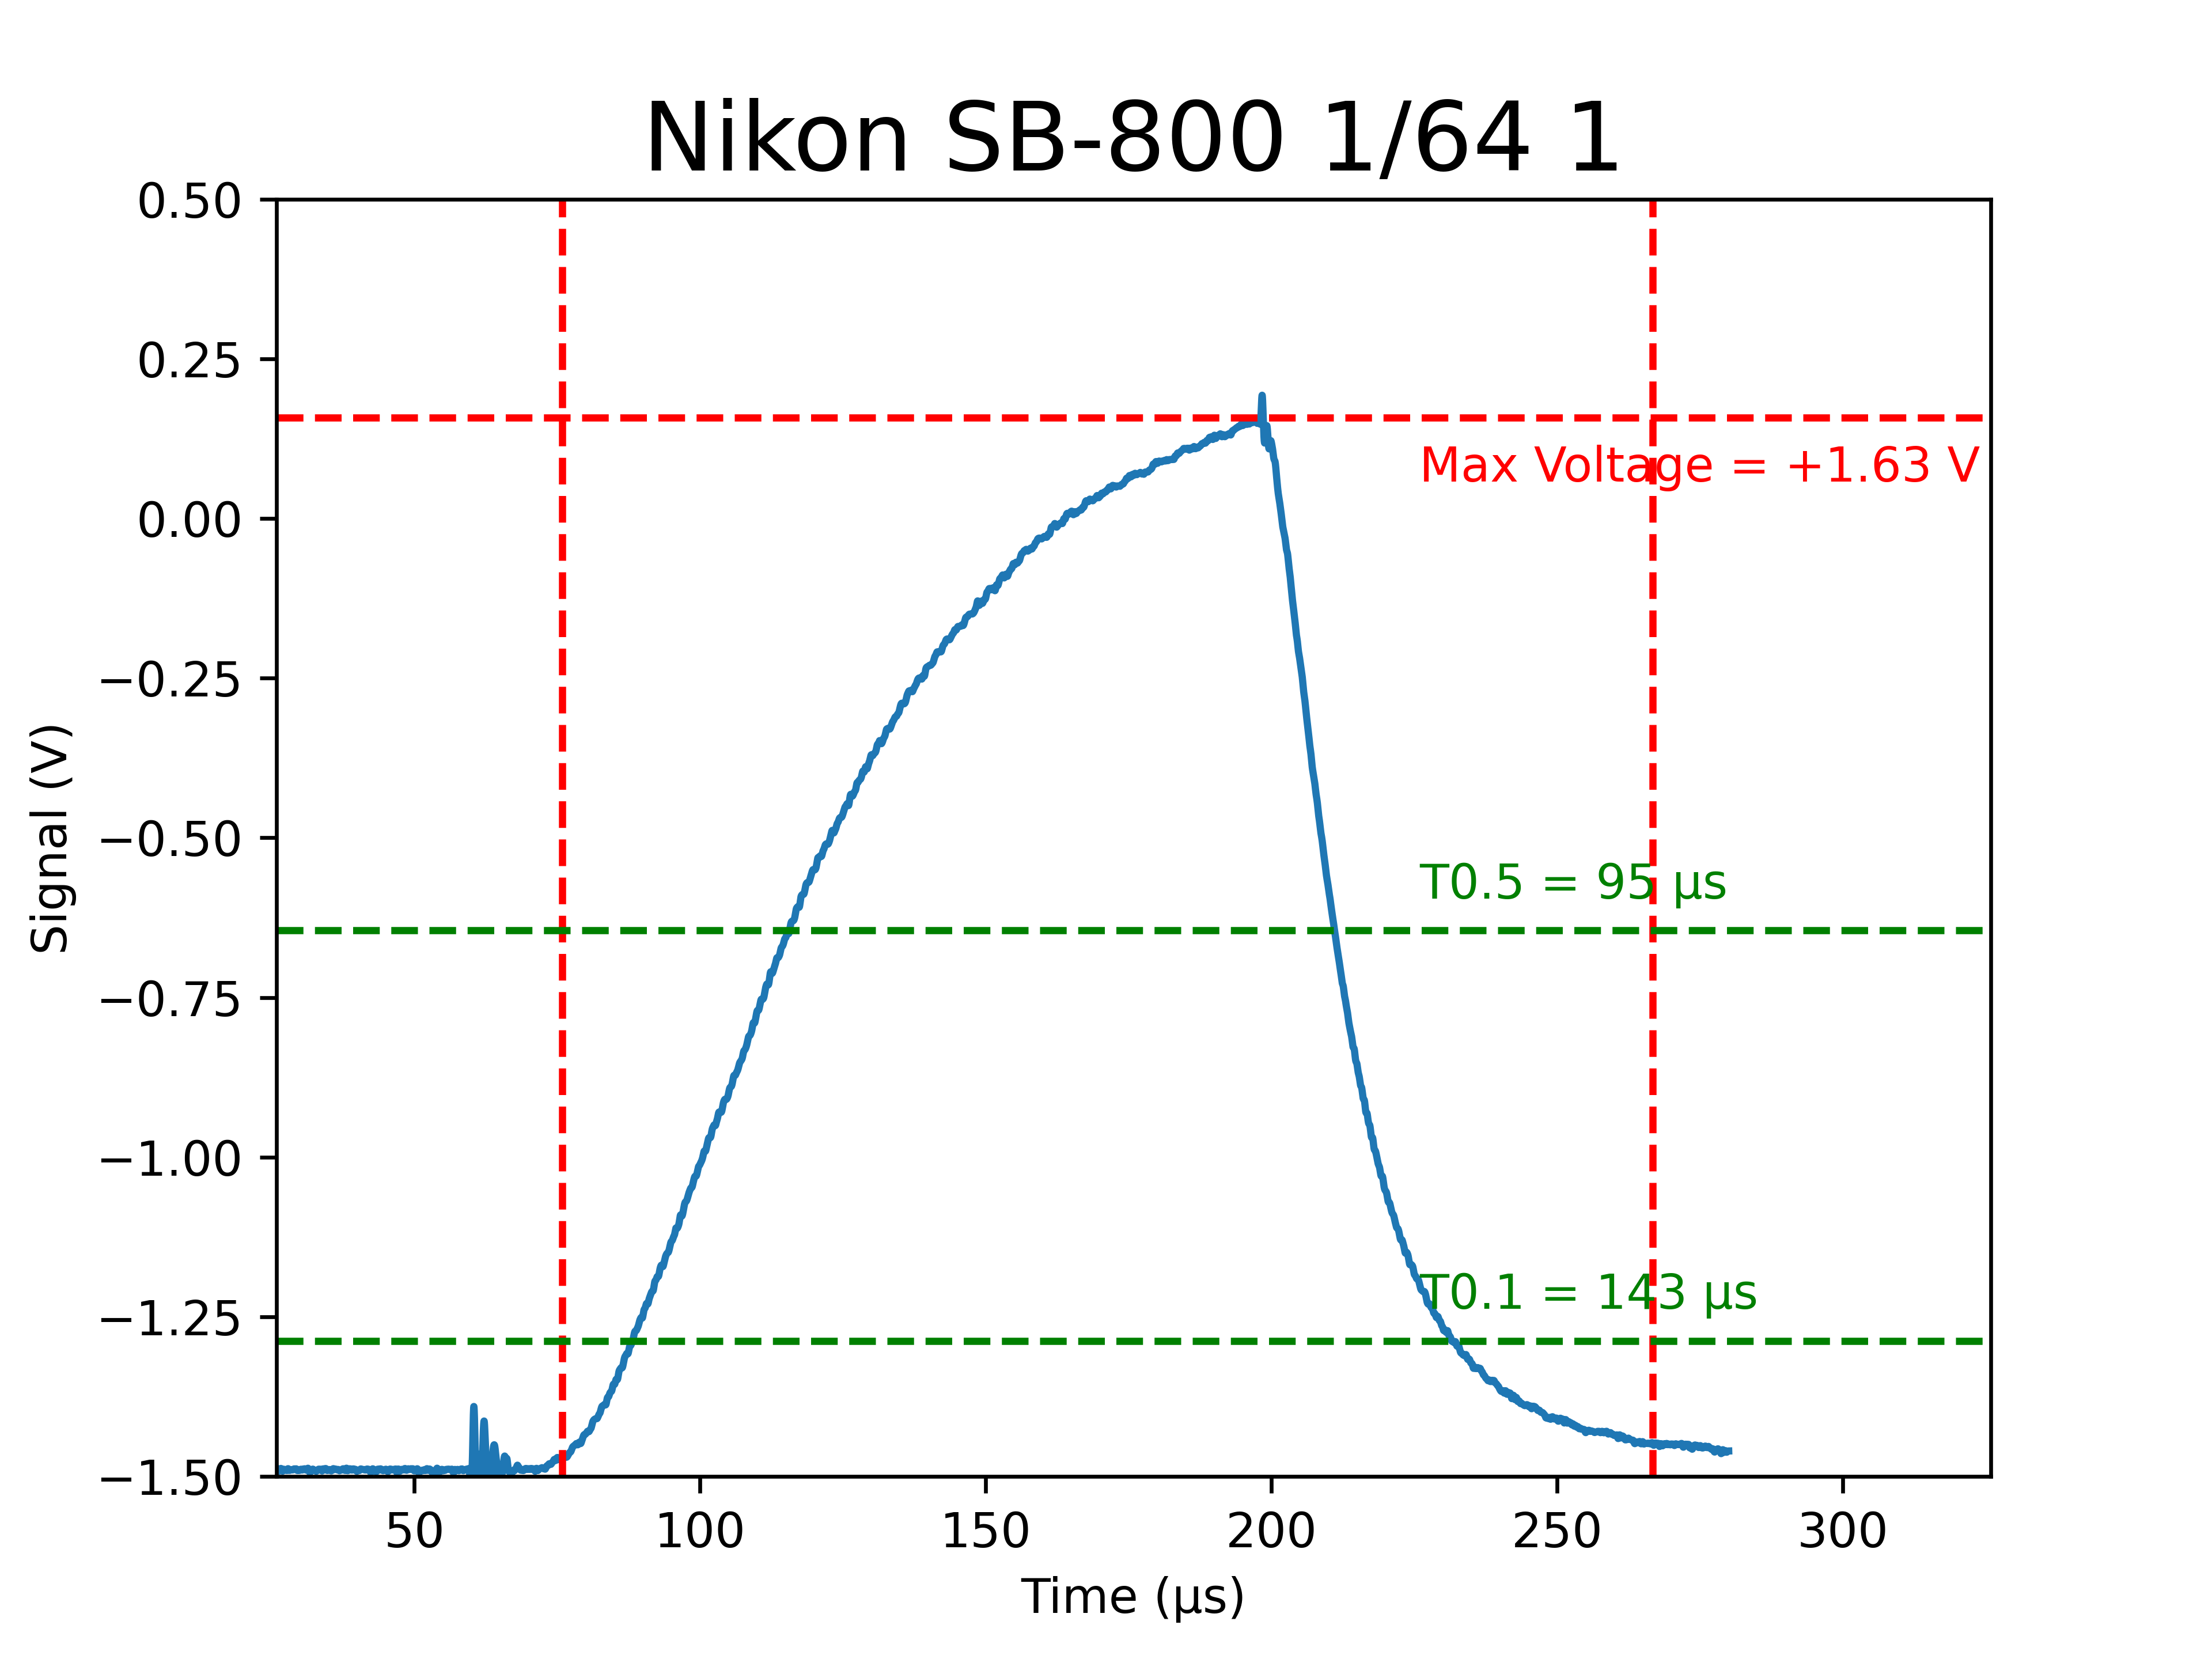 Nikon SB-800 1/64 1
0.50
0.25
0.00
−0.25
−0.50
−0.75
−1.00
−1.25
−1.50
Signal (V)
Max Voltage = +1.63 V
T0.5 = 95 µs
T0.1 = 143 µs
50 100 150 200 250 300
Time (µs)